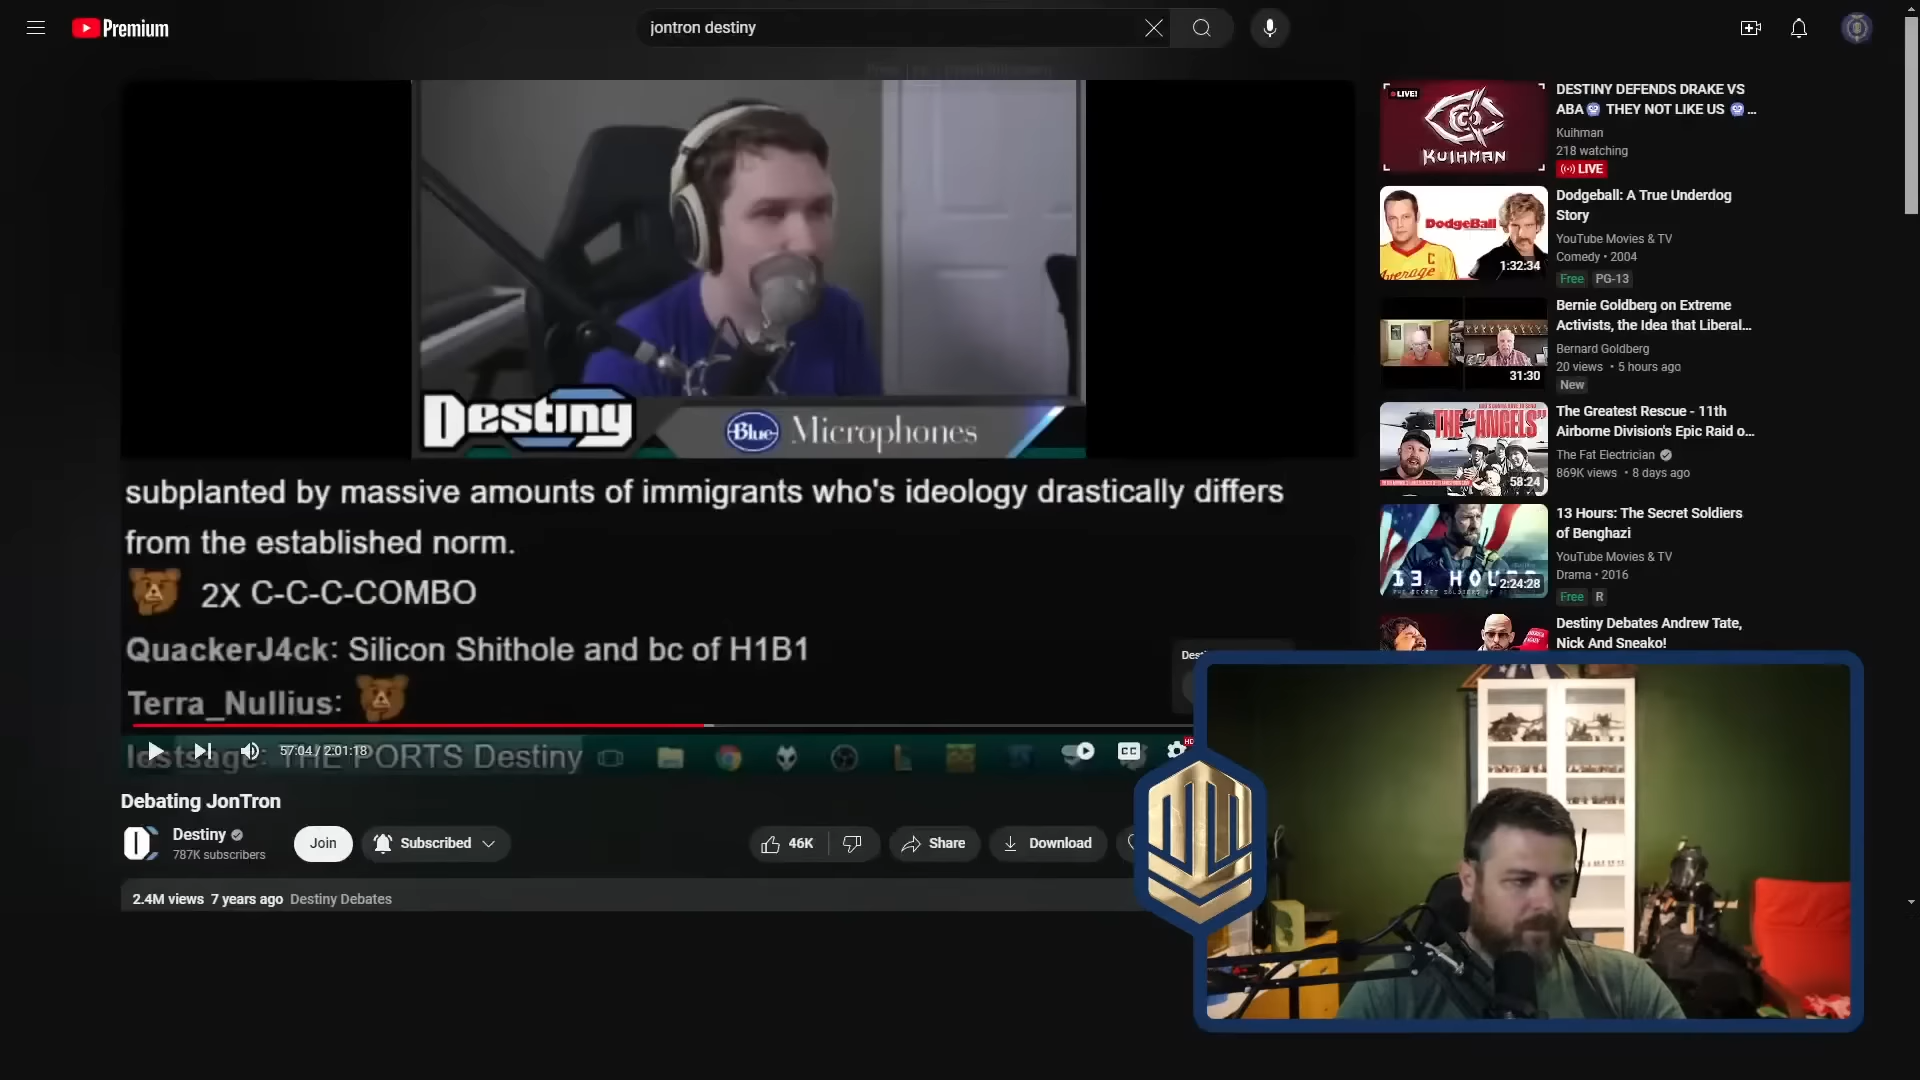 Premium
jontron destiny
Destiny
Blue Microphones
subplanted by massive amounts of immigrants who's ideology drastically differs
from the established norm.
2X C-C-C-COMBO
QuackerJ4ck: Silicon Shithole and bc of H1B1
Terra_Nullius:
lostsage: THE PORTS Destiny
57:04 / 2:01:18
CC
HD
Debating JonTron
Destiny
787K subscribers
Join
Subscribed
46K
Share
Download
2.4M views 7 years ago Destiny Debates
LIVE!
KUIHMAN
DESTINY DEFENDS DRAKE VS
ABA THEY NOT LIKE US ...
Kuihman
218 watching
LIVE
DodgeBall
Average
1:32:34
Dodgeball: A True Underdog
Story
YouTube Movies & TV
Comedy • 2004
Free PG-13
31:30
Bernie Goldberg on Extreme
Activists, the Idea that Liberal...
Bernard Goldberg
20 views • 5 hours ago
New
THE "ANGELS"
58:24
The Greatest Rescue - 11th
Airborne Division's Epic Raid o...
The Fat Electrician
869K views • 8 days ago
13 HOURS
2:24:28
13 Hours: The Secret Soldiers
of Benghazi
YouTube Movies & TV
Drama • 2016
Free R
Destiny Debates Andrew Tate,
Nick And Sneako!